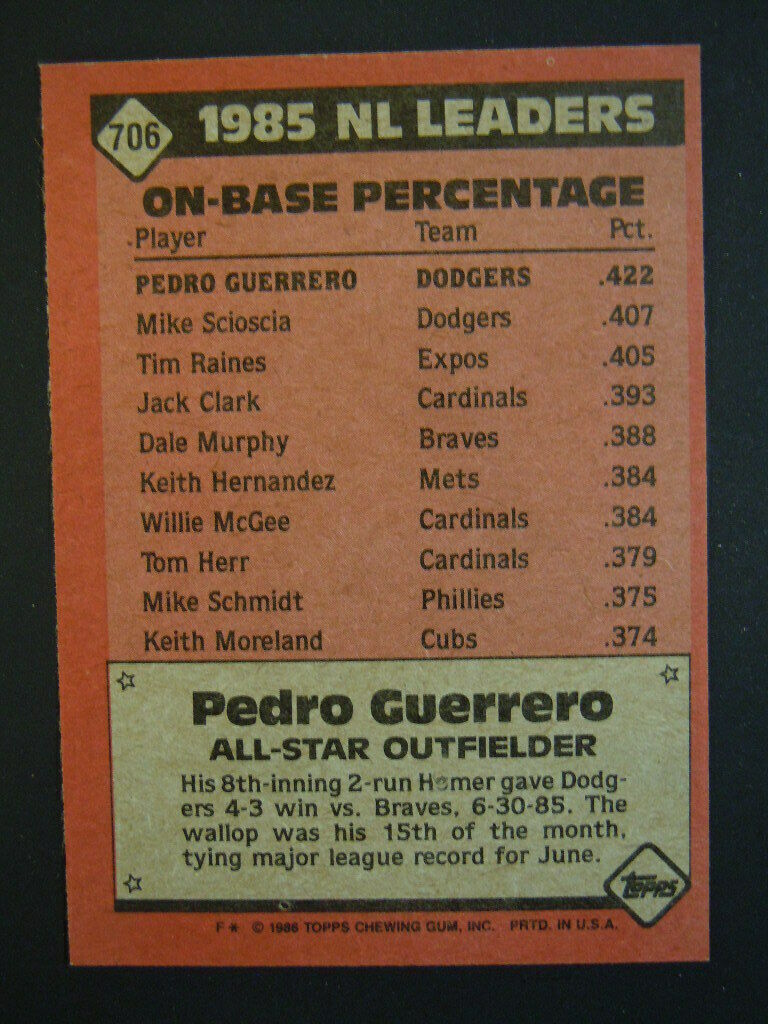 706 1985 NL LEADERS
ON-BASE PERCENTAGE
Player Team Pct.
PEDRO GUERRERO DODGERS .422
Mike Scioscia Dodgers .407
Tim Raines Expos .405
Jack Clark Cardinals .393
Dale Murphy Braves .388
Keith Hernandez Mets .384
Willie McGee Cardinals .384
Tom Herr Cardinals .379
Mike Schmidt Phillies .375
Keith Moreland Cubs .374
Pedro Guerrero
ALL-STAR OUTFIELDER
His 8th-inning 2-run Homer gave Dodg-
ers 4-3 win vs. Braves, 6-30-85. The
wallop was his 15th of the month,
tying major league record for June.
TOPPS
F * © 1986 TOPPS CHEWING GUM, INC. PRTD. IN U.S.A.